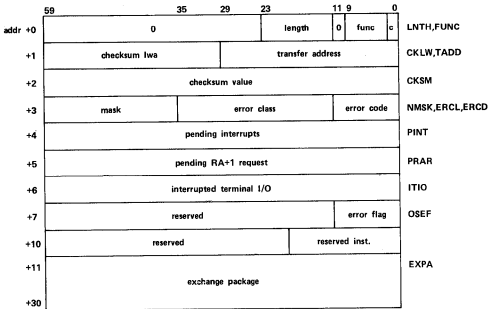 59 35 29 23 11 9 0
addr +0 0 length 0 func c LNTH,FUNC
+1 checksum lwa transfer address CKLW,TADD
+2 checksum value CKSM
+3 mask error class error code NMSK,ERCL,ERCD
+4 pending interrupts PINT
+5 pending RA+1 request PRAR
+6 interrupted terminal I/O ITIO
+7 reserved error flag OSEF
+10 reserved reserved inst.
+11 EXPA
exchange package
+30